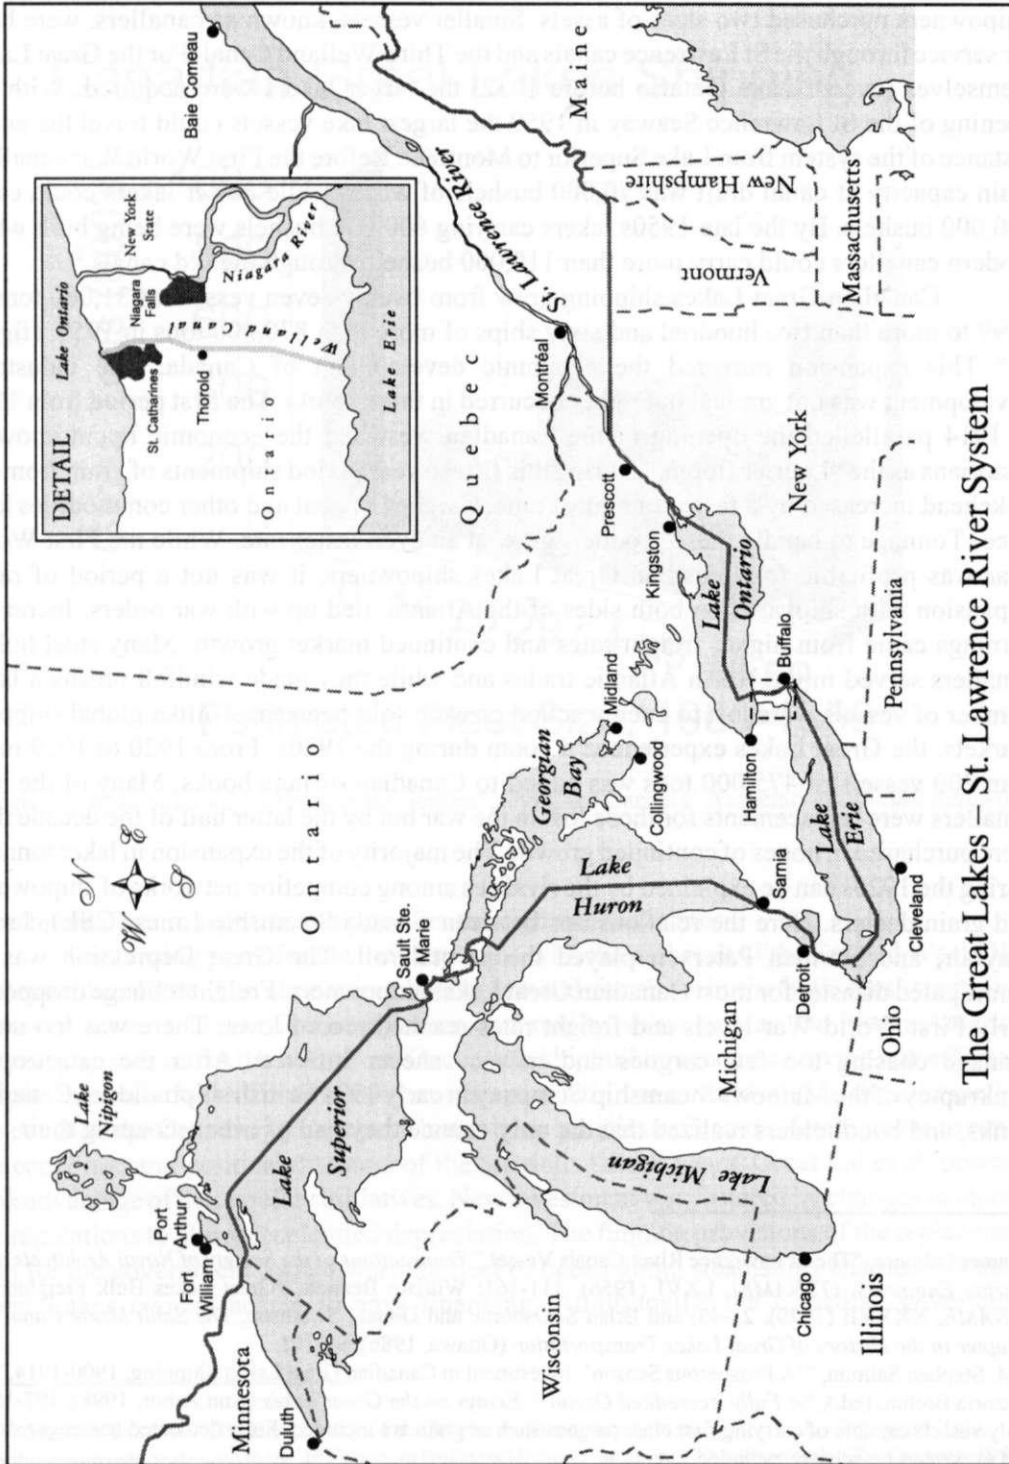 DETAIL
Lake Ontario
St. Catharines
Niagara Falls
New York State
Thorold
Welland Canal
Niagara River
Ontario
Lake Erie
N
E
S
W
Lake Nipigon
Port Arthur
Fort William
Minnesota
Duluth
Lake Superior
Sault Ste. Marie
Ontario
Quebec
Baie Comeau
St. Lawrence River
Montréal
Maine
Wisconsin
Lake Michigan
Michigan
Lake Huron
Georgian Bay
Midland
Collingwood
Kingston
Prescott
Lake Ontario
Hamilton
Buffalo
Sarnia
Detroit
Lake Erie
Cleveland
Chicago
Illinois
Ohio
Pennsylvania
New York
Vermont
New Hampshire
Massachusetts
The Great Lakes – St. Lawrence River System